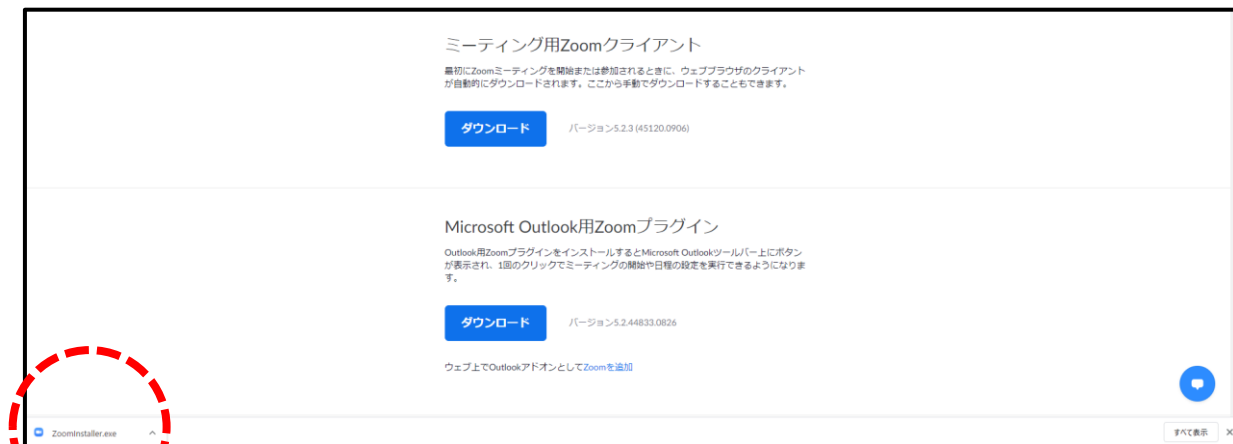 ミーティング用Zoomクライアント
最初にZoomミーティングを開始または参加されるときに、ウェブブラウザのクライアント
が自動的にダウンロードされます。ここから手動でダウンロードすることもできます。
ダウンロード バージョン5.2.3 (45120.0906)
Microsoft Outlook用Zoomプラグイン
Outlook用ZoomプラグインをインストールするとMicrosoft Outlookツールバー上にボタン
が表示され、1回のクリックでミーティングの開始や日程の設定を実行できるようになりま
す。
ダウンロード バージョン5.2.44833.0826
ウェブ上でOutlookアドオンとしてZoomを追加
ZoomInstaller.exe すべて表示